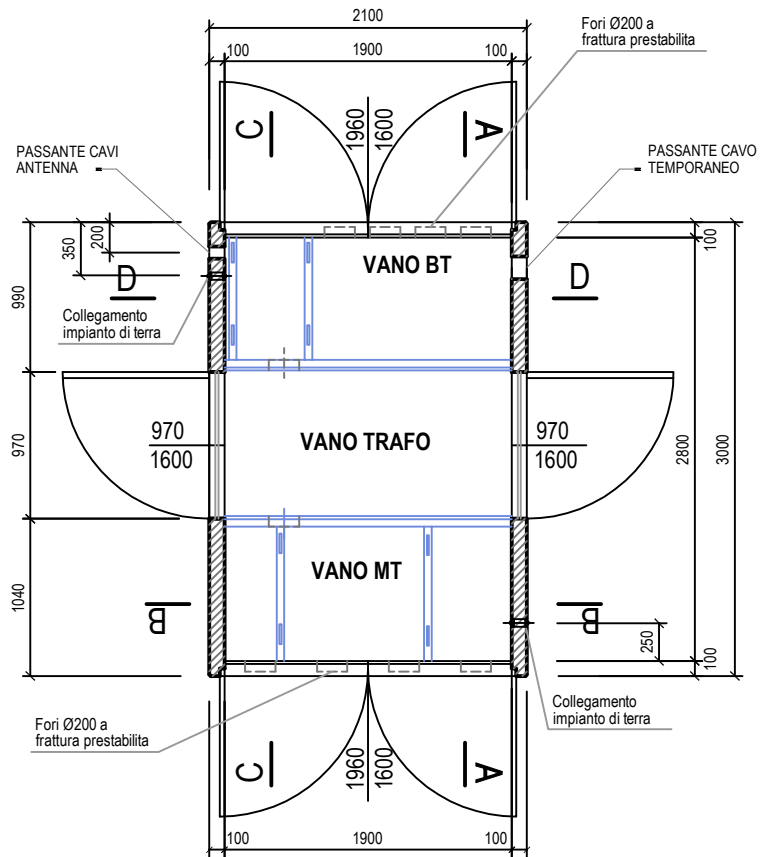 2100
Fori Ø200 a
frattura prestabilita
100
1900
100
C
1960
1600
A
PASSANTE CAVI
ANTENNA
PASSANTE CAVO
TEMPORANEO
350
200
100
VANO BT
D
D
990
Collegamento
impianto di terra
970
1600
VANO TRAFO
970
1600
970
2800
3000
VANO MT
1040
B
B
250
100
Fori Ø200 a
frattura prestabilita
Collegamento
impianto di terra
C
1960
1600
A
100
1900
100